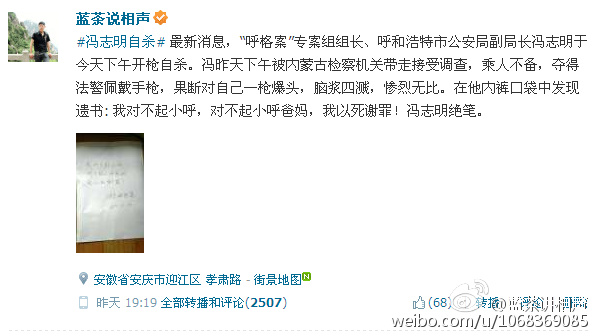 蓝茶说相声
#冯志明自杀# 最新消息，“呼格案”专案组组长、呼和浩特市公安局副局长冯志明于
今天下午开枪自杀。冯昨天下午被内蒙古检察机关带走接受调查，乘人不备，夺得
法警佩戴手枪，果断对自己一枪爆头，脑浆四溅，惨烈无比。在他内裤口袋中发现
遗书: 我对不起小呼，对不起小呼爸妈，我以死谢罪！冯志明绝笔。
安徽省安庆市迎江区 孝肃路 - 街景地图 N
昨天 19:19 全部转播和评论(2507)
(68) 转播
weibo.com/u/1068369085